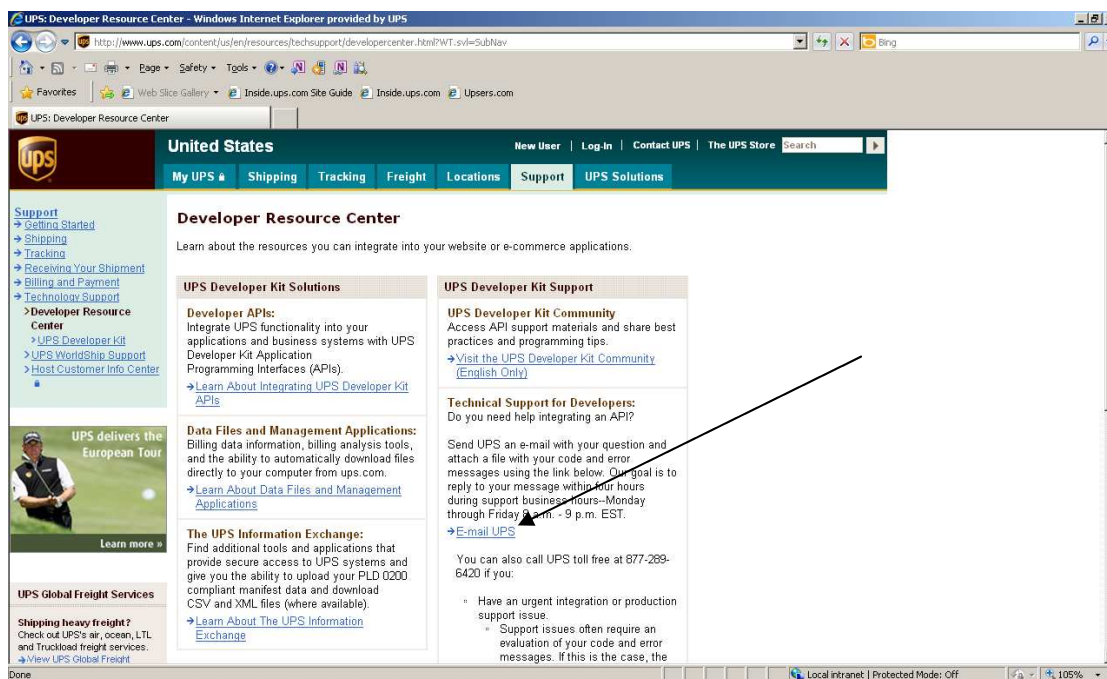 UPS: Developer Resource Center - Windows Internet Explorer provided by UPS
http://www.ups.com/content/us/en/resources/techsupport/developercenter.html?WT.svl=SubNav
Bing
Page Safety Tools
Favorites Web Slice Gallery Inside.ups.com Site Guide Inside.ups.com Upsers.com
UPS: Developer Resource Center
ups
United States
New User | Log-In | Contact UPS | The UPS Store Search
My UPS Shipping Tracking Freight Locations Support UPS Solutions
Support
Getting Started
Shipping
Tracking
Receiving Your Shipment
Billing and Payment
Technology Support
Developer Resource
Center
UPS Developer Kit
UPS WorldShip Support
Host Customer Info Center
UPS delivers the
European Tour
Learn more »
UPS Global Freight Services
Shipping heavy freight?
Check out UPS's air, ocean, LTL
and Truckload freight services.
View UPS Global Freight
Developer Resource Center
Learn about the resources you can integrate into your website or e-commerce applications.
UPS Developer Kit Solutions
Developer APIs:
Integrate UPS functionality into your
applications and business systems with UPS
Developer Kit Application
Programming Interfaces (APIs).
Learn About Integrating UPS Developer Kit
APIs
Data Files and Management Applications:
Billing data information, billing analysis tools,
and the ability to automatically download files
directly to your computer from ups.com.
Learn About Data Files and Management
Applications
The UPS Information Exchange:
Find additional tools and applications that
provide secure access to UPS systems and
give you the ability to upload your PLD 0200
compliant manifest data and download
CSV and XML files (where available).
Learn About The UPS Information
Exchange
UPS Developer Kit Support
UPS Developer Kit Community
Access API support materials and share best
practices and programming tips.
Visit the UPS Developer Kit Community
(English Only)
Technical Support for Developers:
Do you need help integrating an API?
Send UPS an e-mail with your question and
attach a file with your code and error
messages using the link below. Our goal is to
reply to your message within four hours
during support business hours--Monday
through Friday 8 a.m. - 9 p.m. EST.
E-mail UPS
You can also call UPS toll free at 877-289-
6420 if you:
Have an urgent integration or production
support issue.
Support issues often require an
evaluation of your code and error
messages. If this is the case, the
Done
Local intranet | Protected Mode: Off
105%